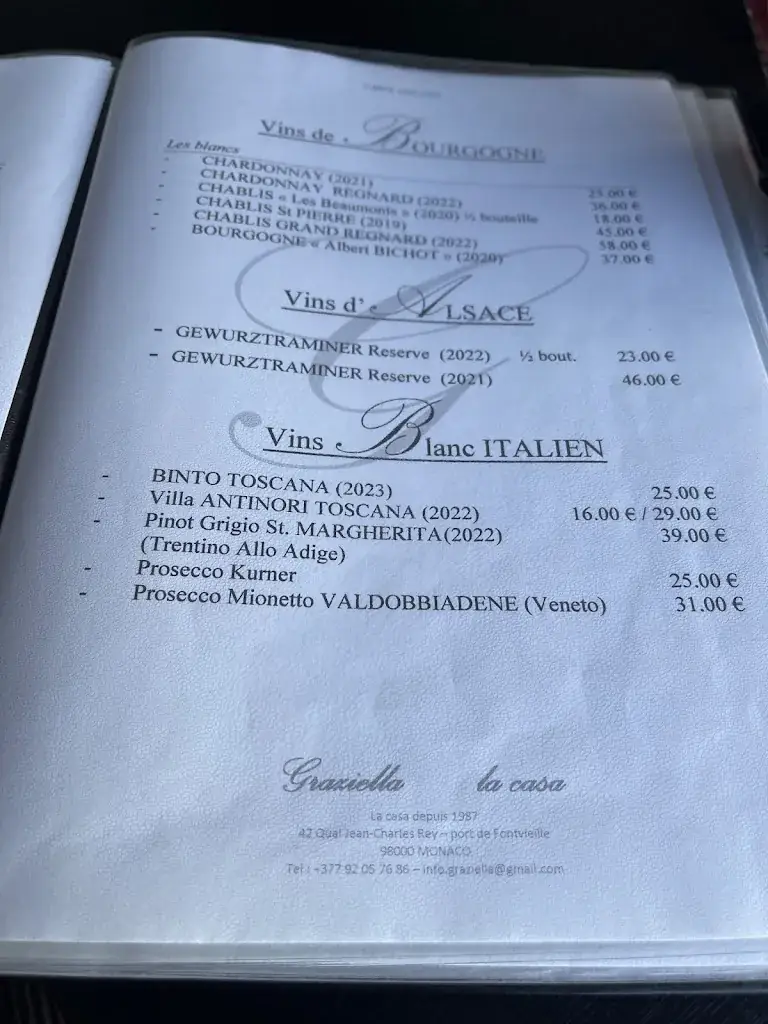 Vins de BOURGOGNE
Les blancs
- CHARDONNAY (2021) 25.00 €
- CHARDONNAY REGNARD (2022) 36.00 €
- CHABLIS « Les Beaumonts » (2020) ½ bouteille 18.00 €
- CHABLIS St PIERRE (2019) 45.00 €
- CHABLIS GRAND REGNARD (2022) 58.00 €
- BOURGOGNE « Albert BICHOT » (2020) 37.00 €
Vins d' ALSACE
- GEWURZTRAMINER Reserve (2022) ½ bout. 23.00 €
- GEWURZTRAMINER Reserve (2021) 46.00 €
Vins Blanc ITALIEN
- BINTO TOSCANA (2023) 25.00 €
- Villa ANTINORI TOSCANA (2022) 16.00 € / 29.00 €
- Pinot Grigio St. MARGHERITA(2022) 39.00 €
(Trentino Allo Adige)
- Prosecco Kurner 25.00 €
- Prosecco Mionetto VALDOBBIADENE (Veneto) 31.00 €
Graziella la casa
La casa depuis 1987
42 Quai Jean-Charles Rey – port de Fontvieille
98000 MONACO
Tel : +377 92 05 76 86 – info.graziella@gmail.com